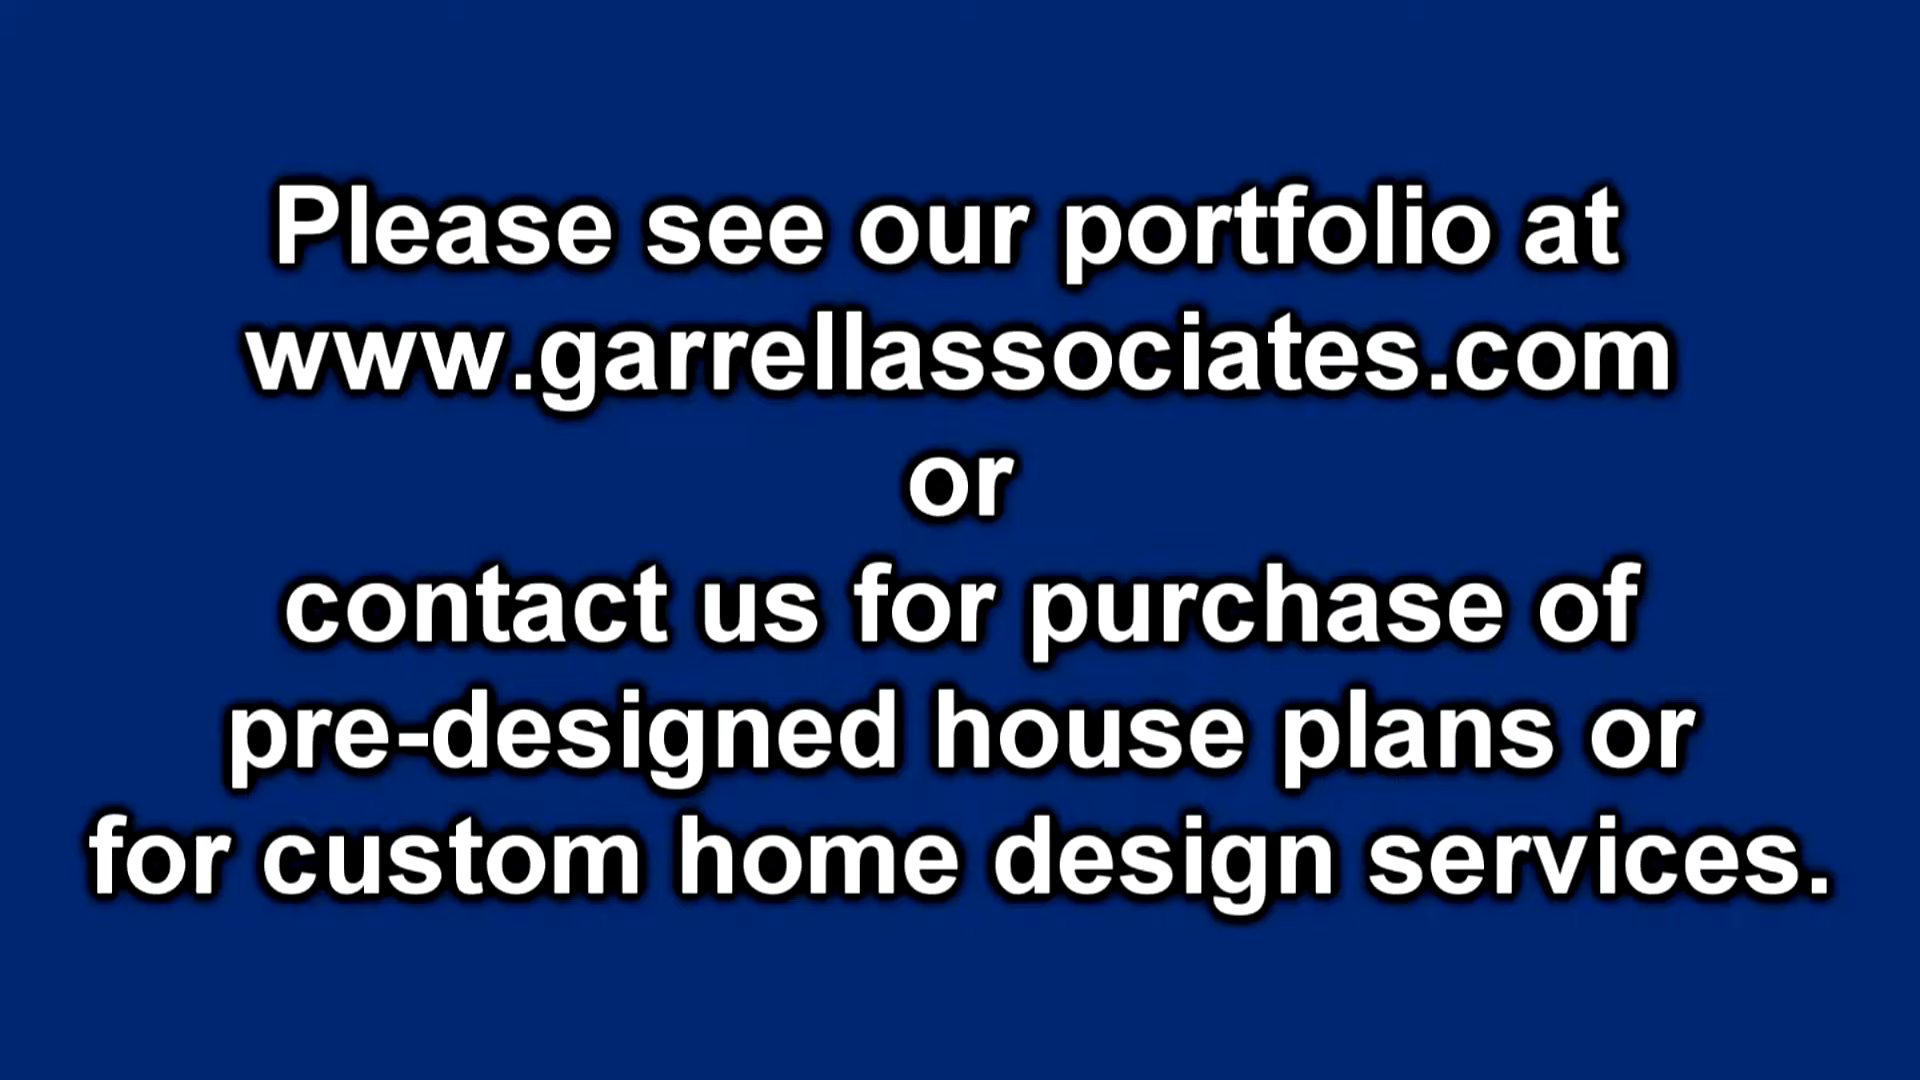 Please see our portfolio at
www.garrellassociates.com
or
contact us for purchase of
pre-designed house plans or
for custom home design services.